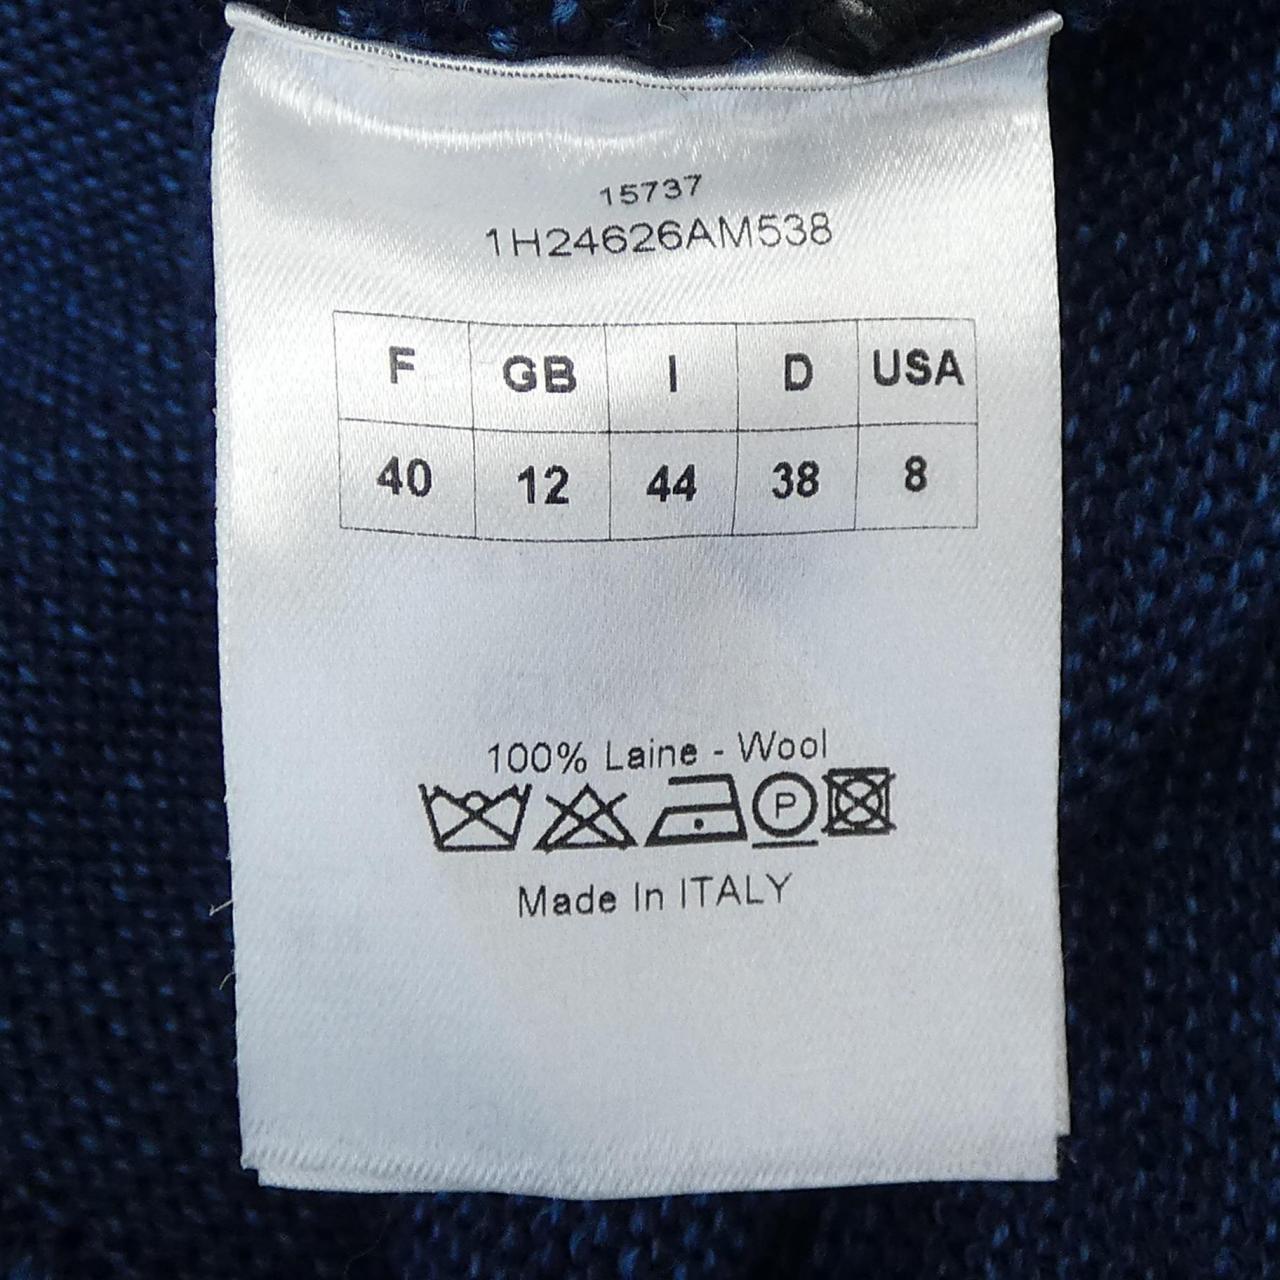 15737
1H24626AM538
F GB I D USA
40 12 44 38 8
100% Laine - Wool
P
Made In ITALY